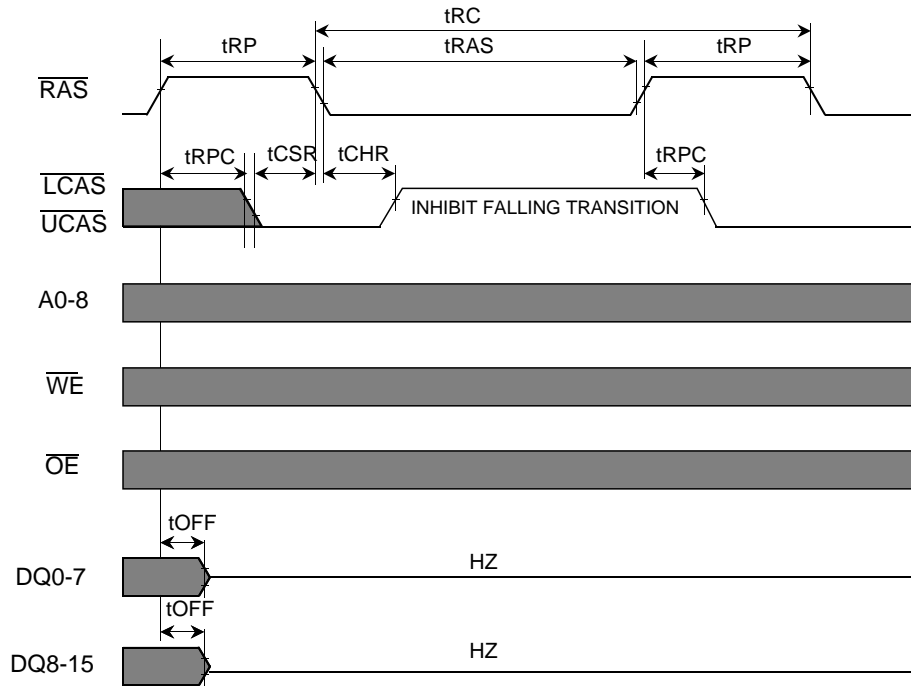 tRC
tRP tRAS tRP
RAS
tRPC tCSR tCHR tRPC
LCAS
INHIBIT FALLING TRANSITION
UCAS
A0-8
WE
OE
tOFF
DQ0-7 HZ
tOFF
DQ8-15 HZ